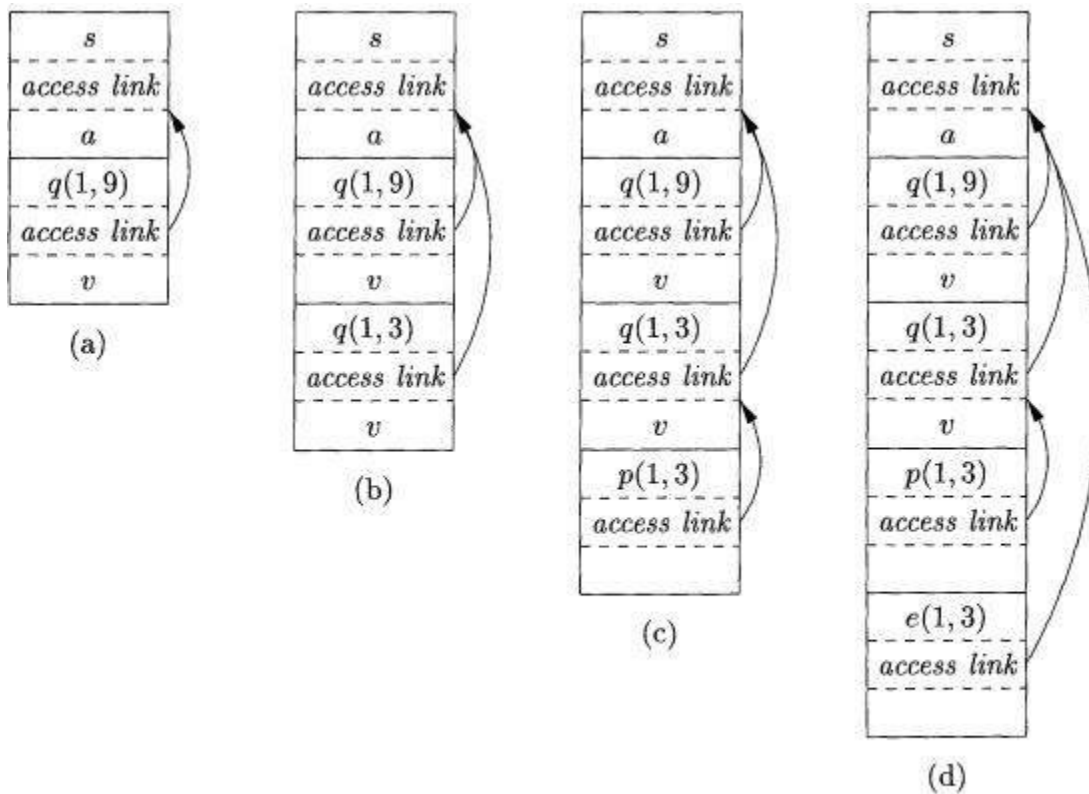 s
access link
a
q(1, 9)
access link
v
(a)
s
access link
a
q(1, 9)
access link
v
q(1, 3)
access link
v
(b)
s
access link
a
q(1, 9)
access link
v
q(1, 3)
access link
v
p(1, 3)
access link
(c)
s
access link
a
q(1, 9)
access link
v
q(1, 3)
access link
v
p(1, 3)
access link
e(1, 3)
access link
(d)